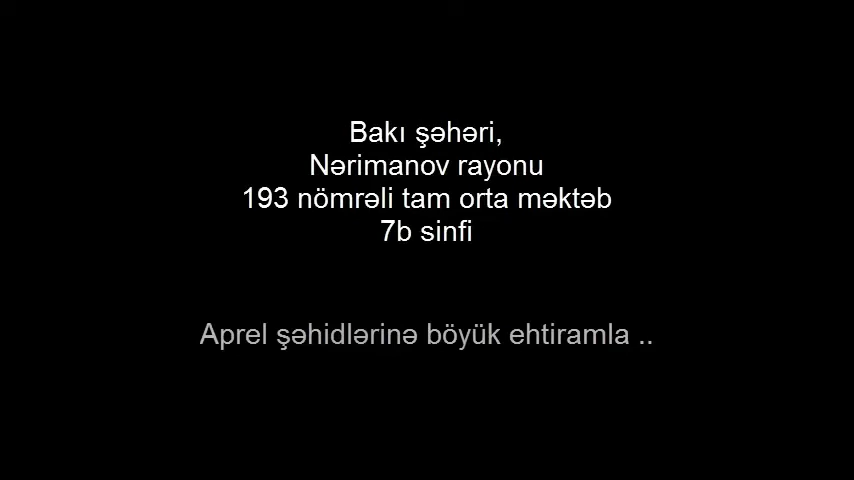 Bakı şəhəri,
Nərimanov rayonu
193 nömrəli tam orta məktəb
7b sinfi
Aprel şəhidlərinə böyük ehtiramla ..